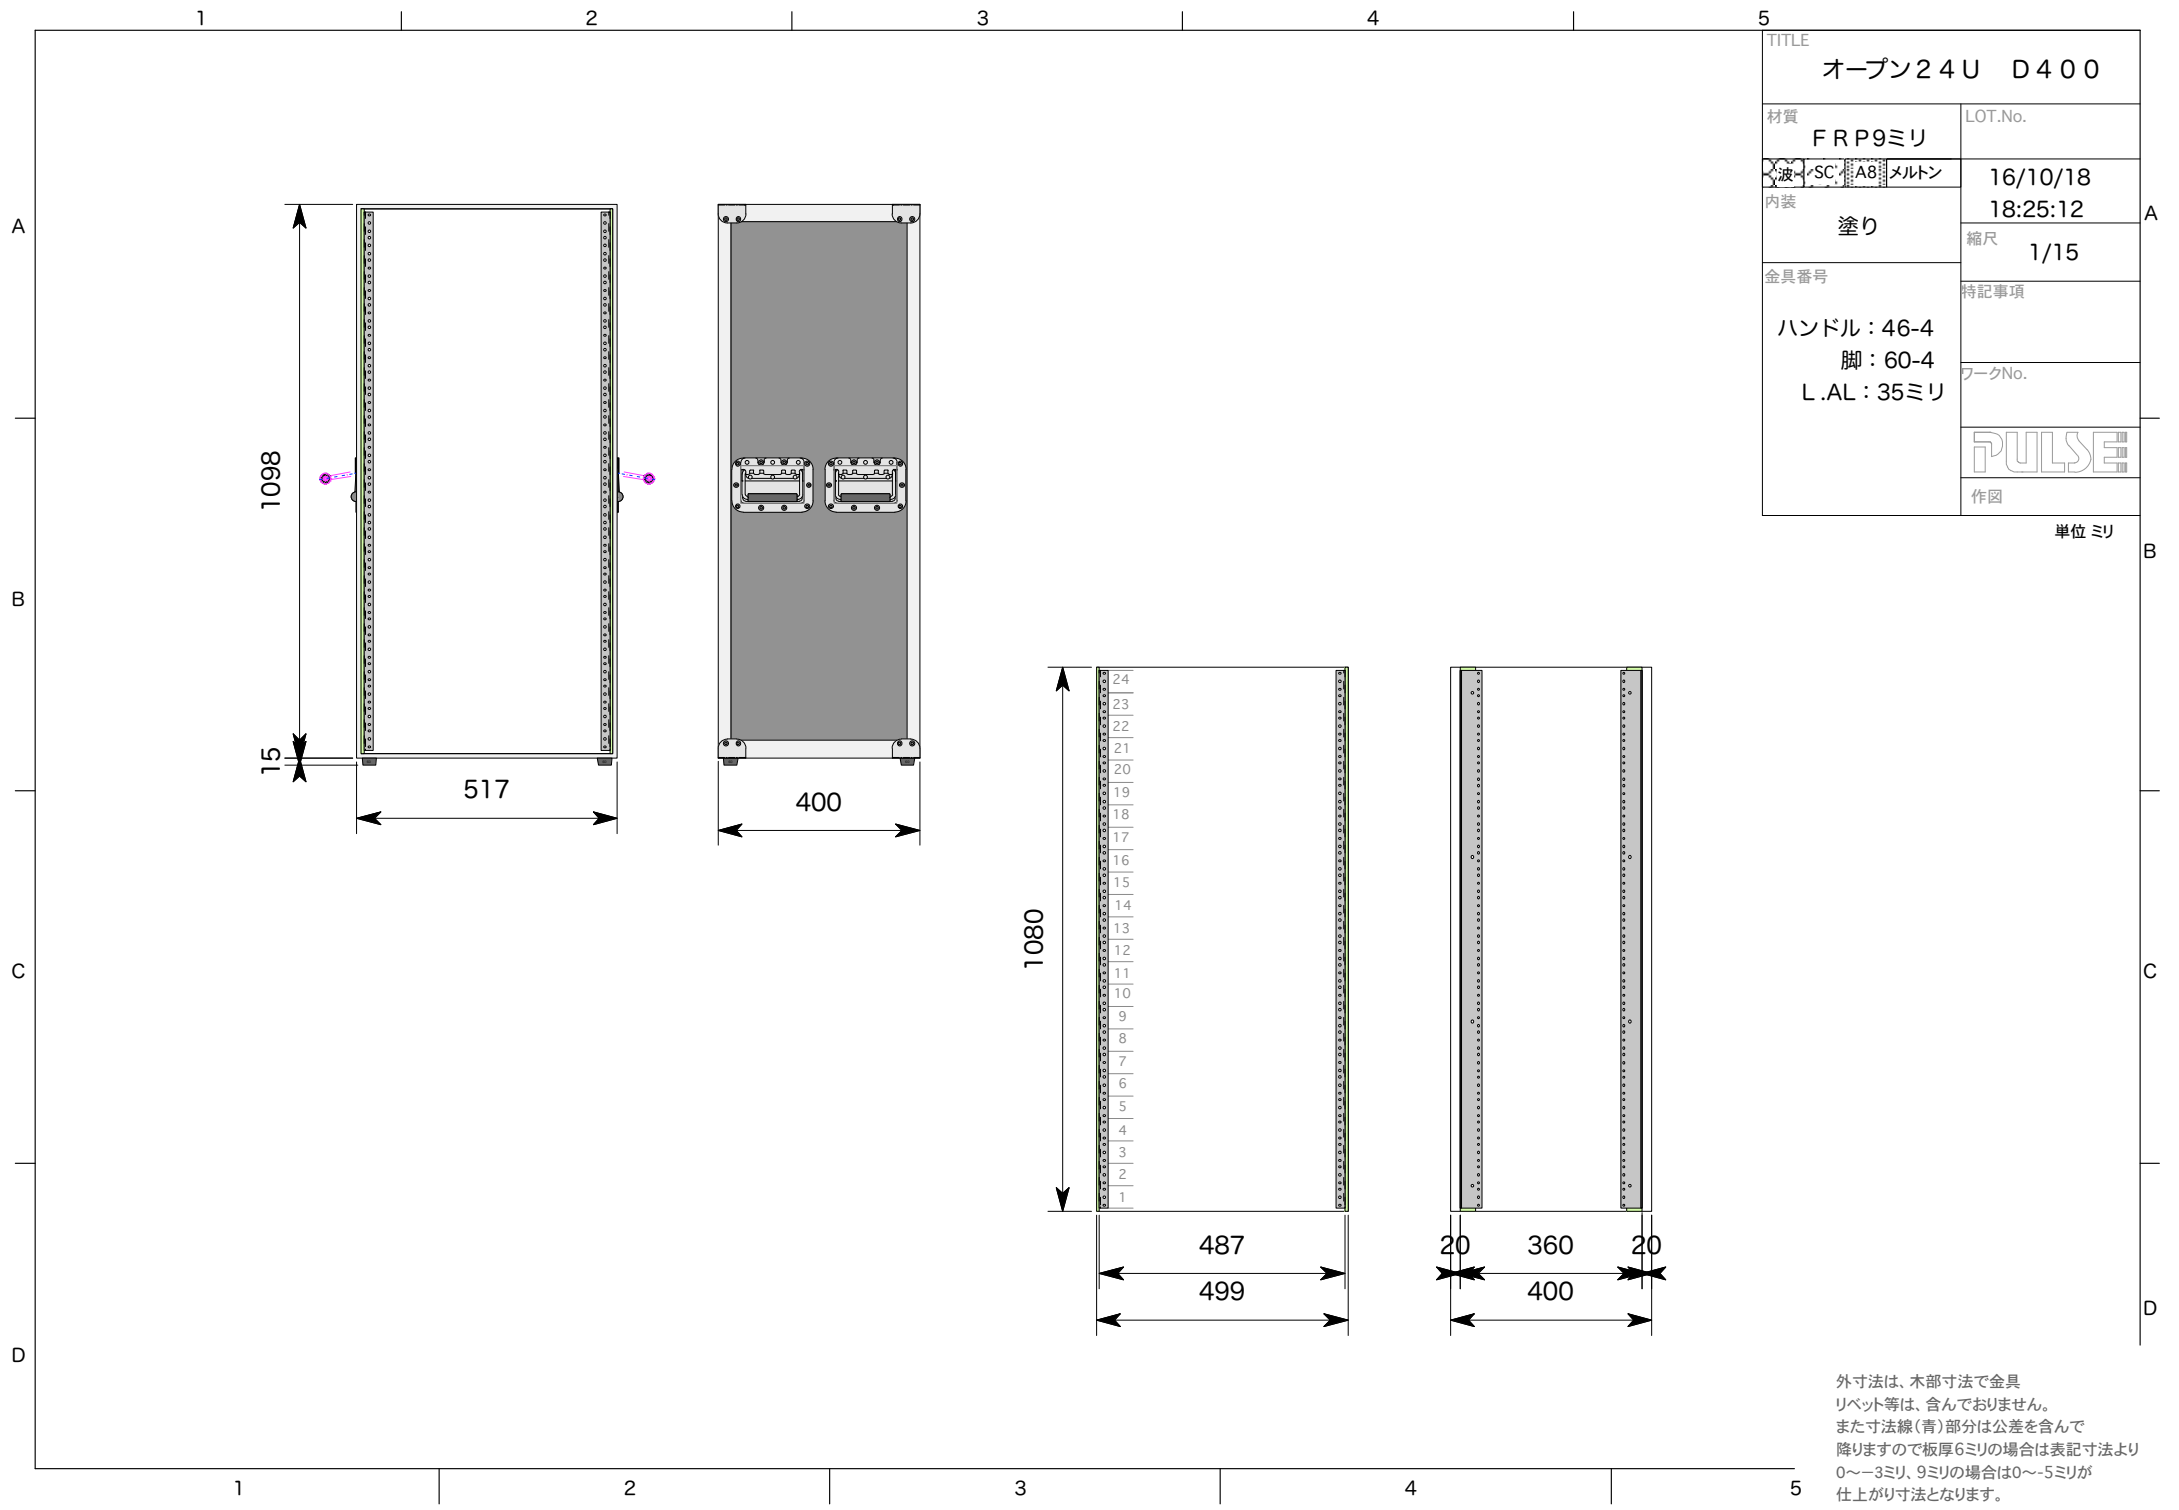 1 2 3 4 5
TITLE
オープン２４Ｕ　Ｄ４００
材質
ＦＲＰ9ミリ
LOT.No.
波 SC A8 メルトン
16/10/18
18:25:12
内装
塗り
縮尺
1/15
金具番号
特記事項
ハンドル：46-4
脚：60-4
L.AL：35ミリ
ワークNo.
PULSE
作図
単位 ミリ
A
A
B
B
C
C
D
D
1098
15
517
400
24
23
22
21
20
19
18
17
16
15
14
13
12
11
10
9
8
7
6
5
4
3
2
1
1080
487
499
20 360 20
400
外寸法は、木部寸法で金具
リベット等は、含んでおりません。
また寸法線（青）部分は公差を含んで
降りますので板厚6ミリの場合は表記寸法より
0〜−3ミリ、9ミリの場合は0〜-5ミリが
仕上がり寸法となります。
1 2 3 4 5